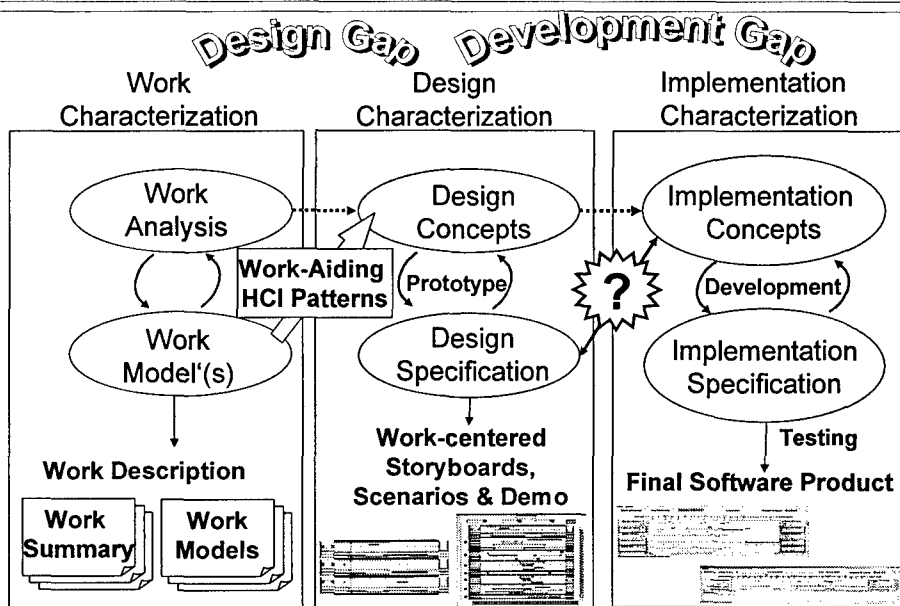 Design Gap
Development Gap
Work
Characterization
Design
Characterization
Implementation
Characterization
Work
Analysis
Design
Concepts
Implementation
Concepts
Work-Aiding
HCI Patterns
Prototype
?
Development
Work
Model'(s)
Design
Specification
Implementation
Specification
Work Description
Work
Summary
Work
Models
Work-centered
Storyboards,
Scenarios & Demo
Testing
Final Software Product